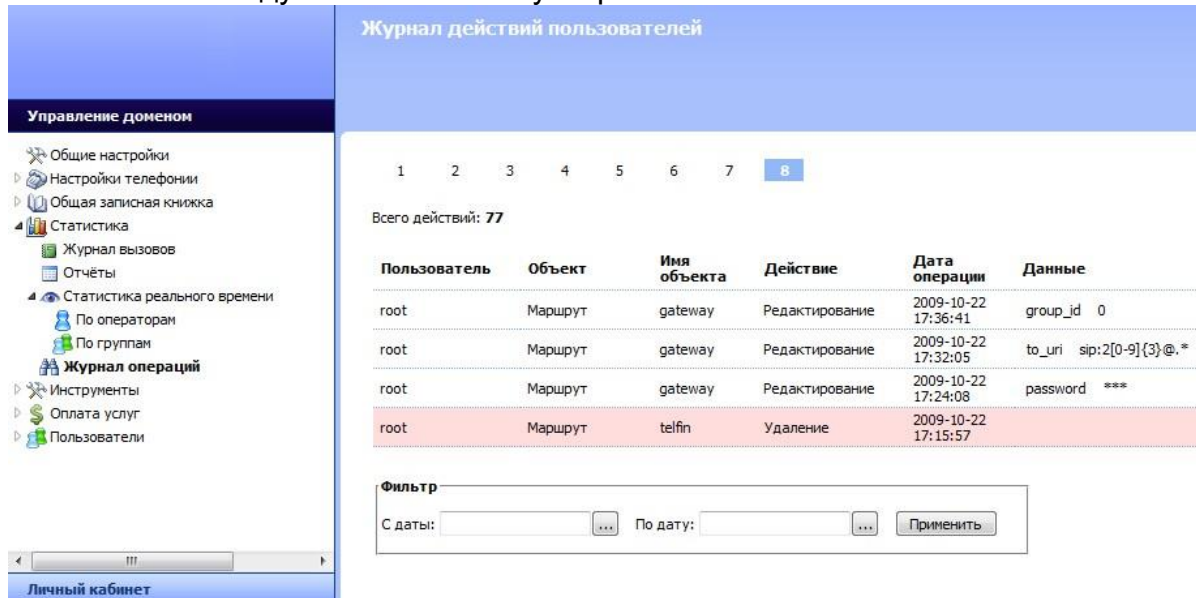 Журнал действий пользователей
Управление доменом
Общие настройки
Настройки телефонии
Общая записная книжка
Статистика
Журнал вызовов
Отчёты
Статистика реального времени
По операторам
По группам
Журнал операций
Инструменты
Оплата услуг
Пользователи
Личный кабинет
1 2 3 4 5 6 7 8
Всего действий: 77
Пользователь Объект Имя объекта Действие Дата операции Данные
root Маршрут gateway Редактирование 2009-10-22 17:36:41 group_id 0
root Маршрут gateway Редактирование 2009-10-22 17:32:05 to_uri sip:2[0-9]{3}@.*
root Маршрут gateway Редактирование 2009-10-22 17:24:08 password ***
root Маршрут telfin Удаление 2009-10-22 17:15:57
Фильтр
С даты: ... По дату: ... Применить